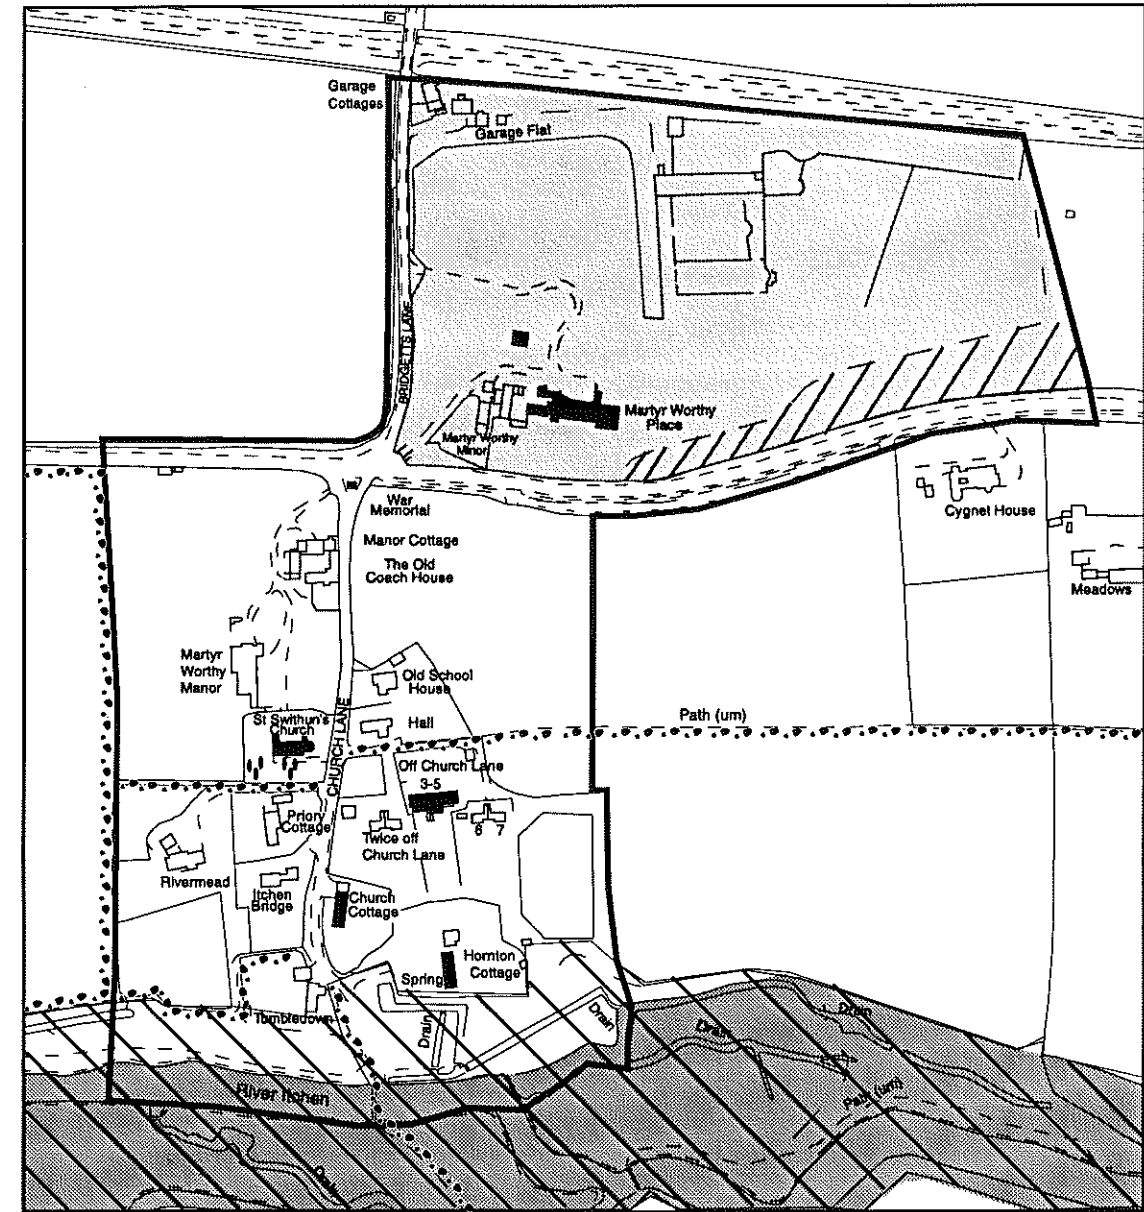 Garage
Cottages
Garage Flat
BRIDGETTS LANE
Martyr Worthy
Place
Martyr Worthy
Minor
War
Memorial
Cygnet House
Manor Cottage
The Old
Coach House
Meadows
Martyr
Worthy
Manor
Old School
House
CHURCH LANE
St Swithun's
Church
Hall
Path (um)
Off Church Lane
3-5
6 7
Priory
Cottage
Twice off
Church Lane
Rivermead
Itchen
Bridge
Church
Cottage
Hornton
Cottage
Spring
Tumbledown
Drain
Drain
Drain
Drain
River Itchen
Path (um)
Drain